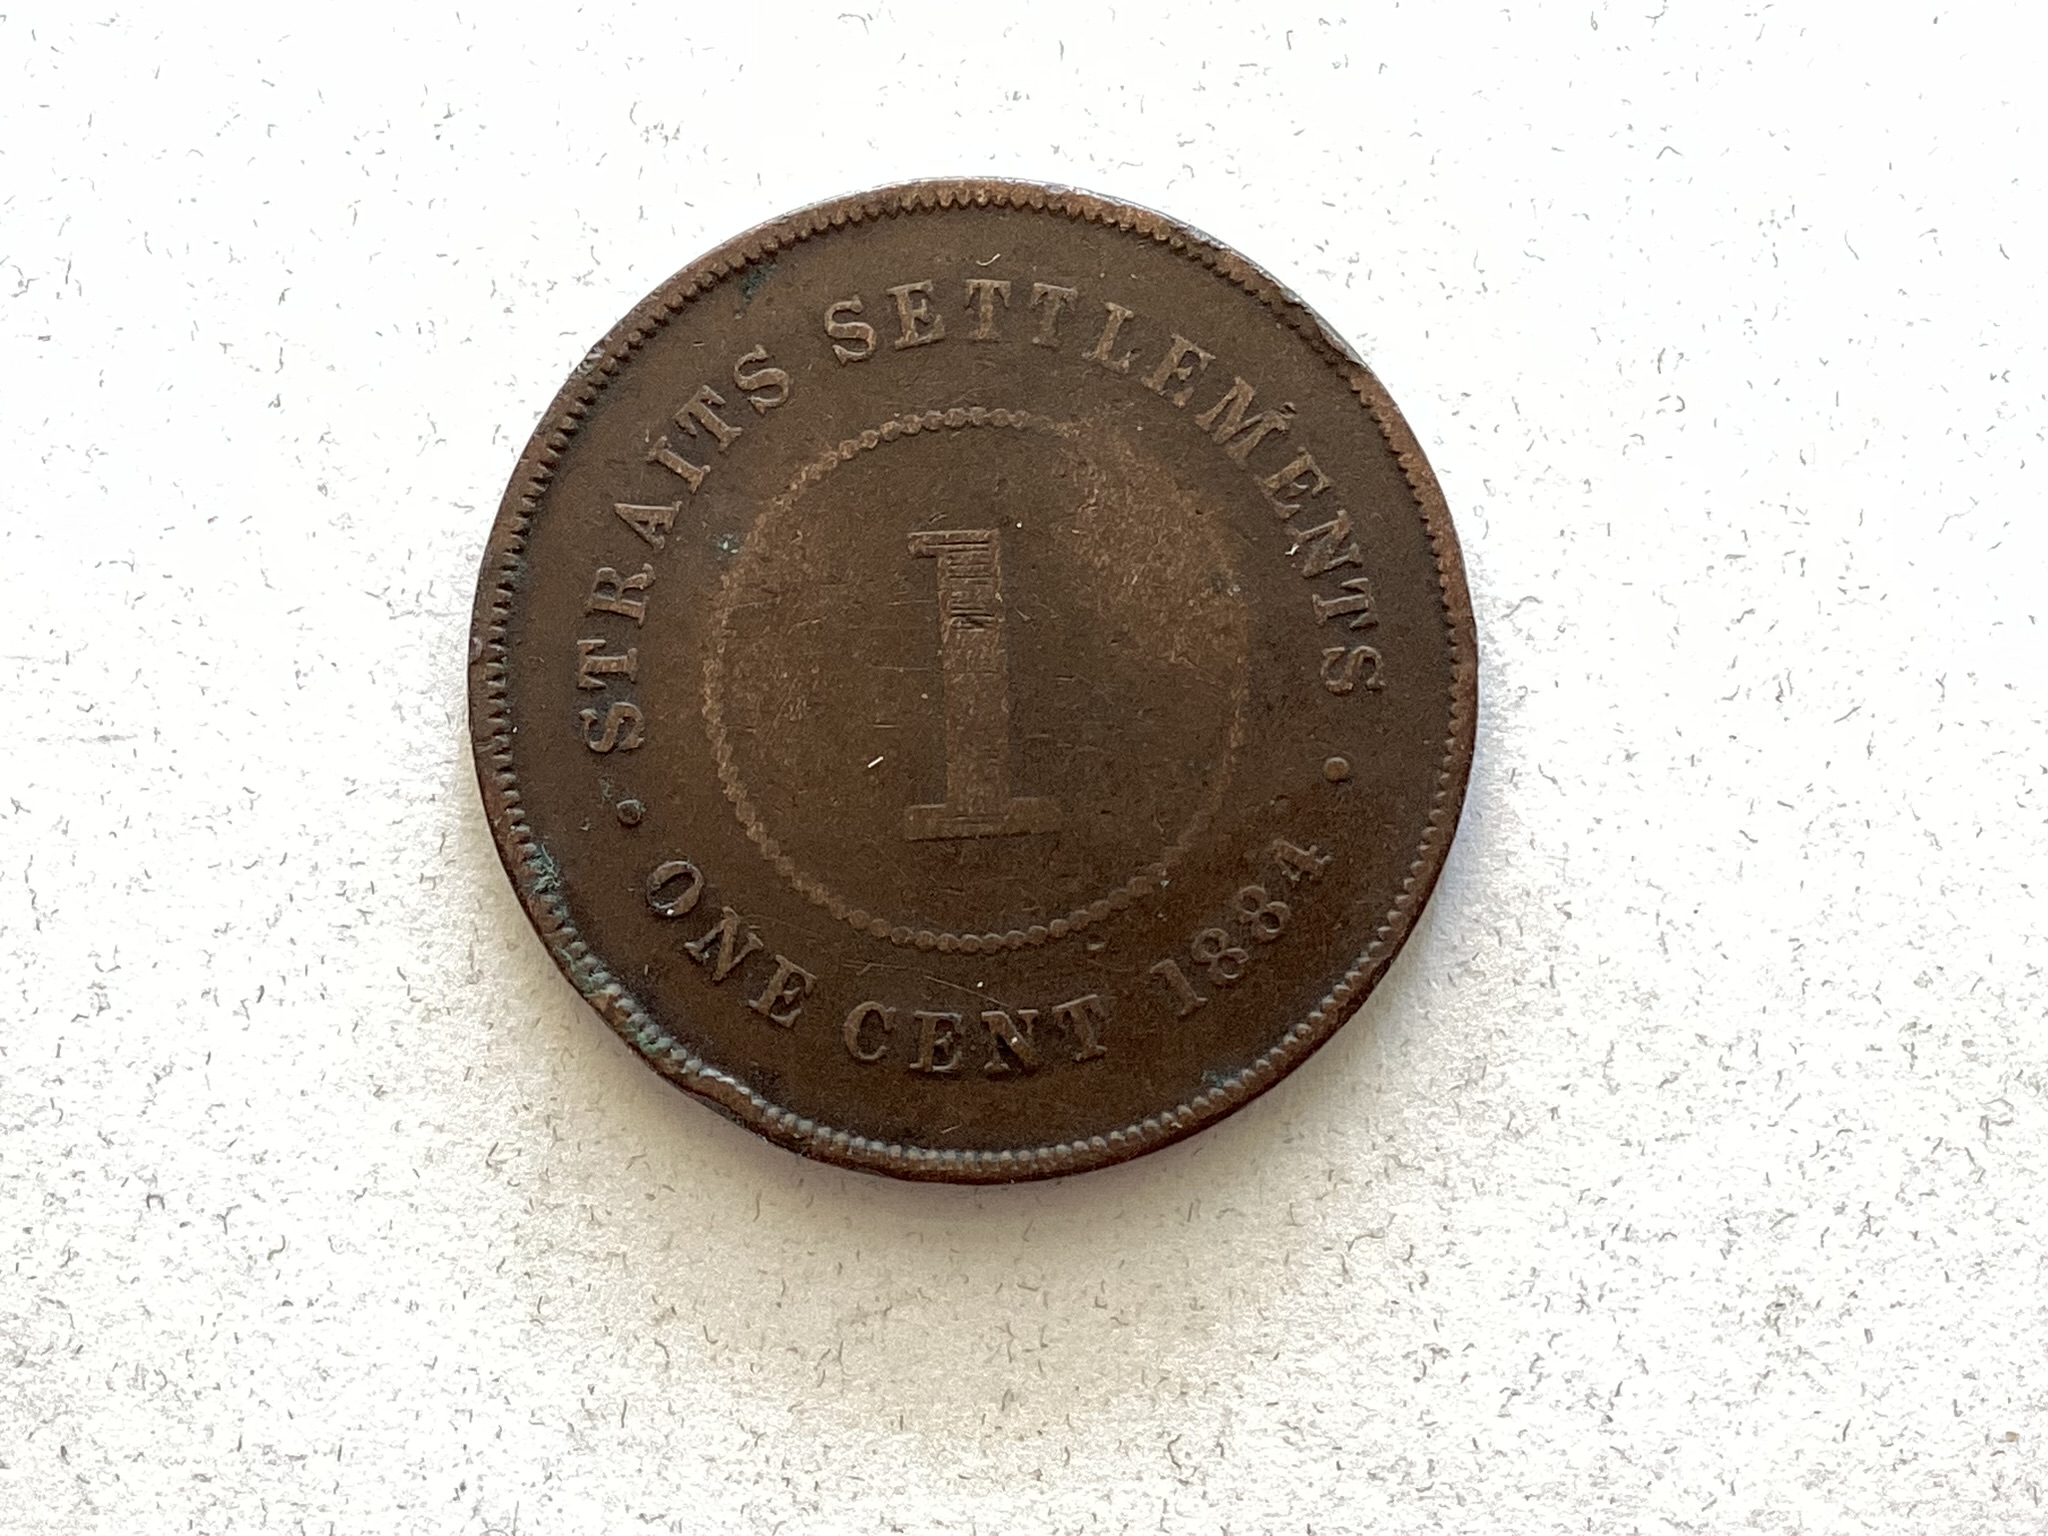 STRAITS SETTLEMENTS
1
ONE CENT 1884